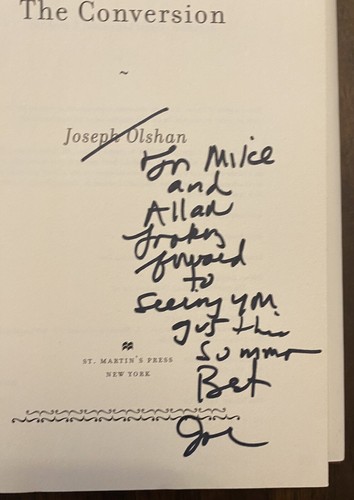 The Conversion
~
Joseph Olshan
For Mike
and
Allan
Looking
forward
to
seeing you
just this
summer
Best
Joe
ST. MARTIN'S PRESS
NEW YORK